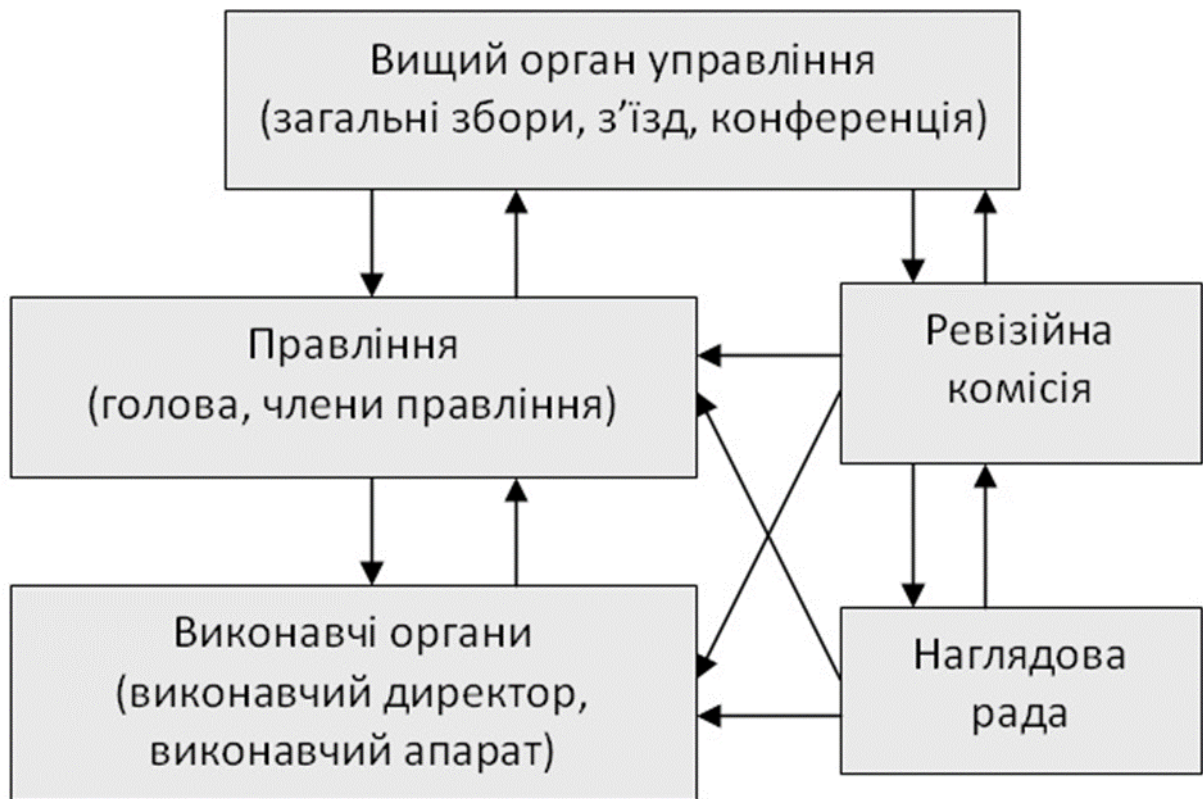 Вищий орган управління
(загальні збори, з’їзд, конференція)
Правління
(голова, члени правління)
Ревізійна
комісія
Виконавчі органи
(виконавчий директор,
виконавчий апарат)
Наглядова
рада